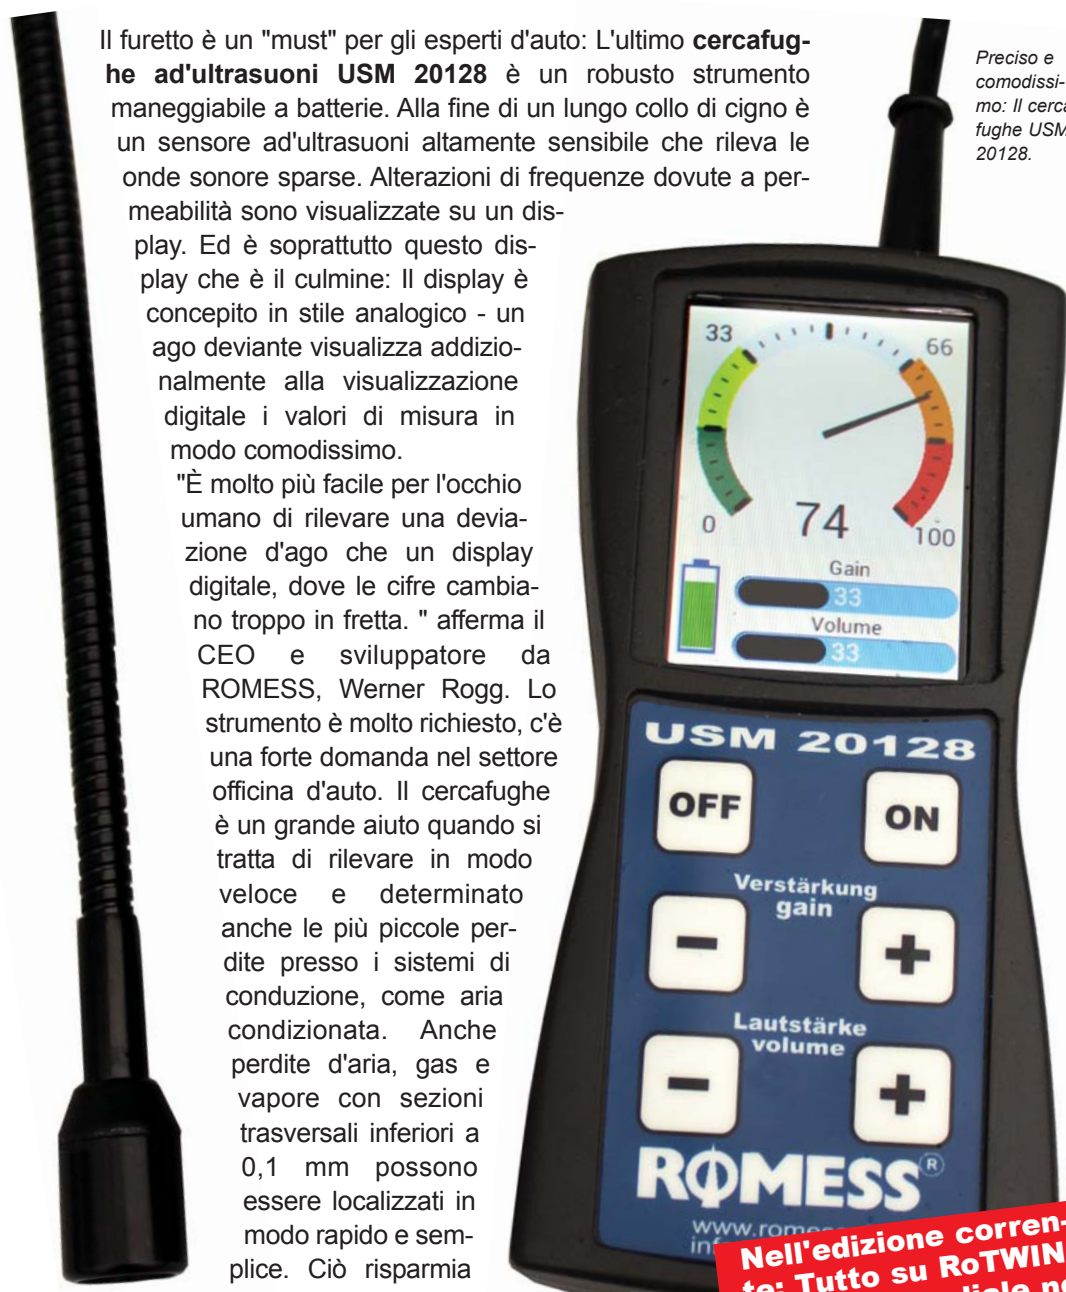 Il furetto è un "must" per gli esperti d'auto: L'ultimo cercafug-
he ad'ultrasuoni USM 20128 è un robusto strumento
maneggiabile a batterie. Alla fine di un lungo collo di cigno è
un sensore ad'ultrasuoni altamente sensibile che rileva le
onde sonore sparse. Alterazioni di frequenze dovute a per-
meabilità sono visualizzate su un dis-
play. Ed è soprattutto questo dis-
play che è il culmine: Il display è
concepito in stile analogico - un
ago deviante visualizza addizio-
nalmente alla visualizzazione
digitale i valori di misura in
modo comodissimo.
"È molto più facile per l'occhio
umano di rilevare una devia-
zione d'ago che un display
digitale, dove le cifre cambia-
no troppo in fretta. " afferma il
CEO e sviluppatore da
ROMESS, Werner Rogg. Lo
strumento è molto richiesto, c'è
una forte domanda nel settore
officina d'auto. Il cercafughe
è un grande aiuto quando si
tratta di rilevare in modo
veloce e determinato
anche le più piccole per-
dite presso i sistemi di
conduzione, come aria
condizionata. Anche
perdite d'aria, gas e
vapore con sezioni
trasversali inferiori a
0,1 mm possono
essere localizzati in
modo rapido e sem-
plice. Ciò risparmia
Preciso e
comodissi-
mo: Il cerca
fughe USM
20128.
33
66
0
74
100
Gain
33
Volume
33
USM 20128
OFF
ON
Verstärkung
gain
-
+
Lautstärke
volume
-
+
ROMESS®
www.rome
inf
Nell'edizione corren-
te: Tutto su RoTWIN